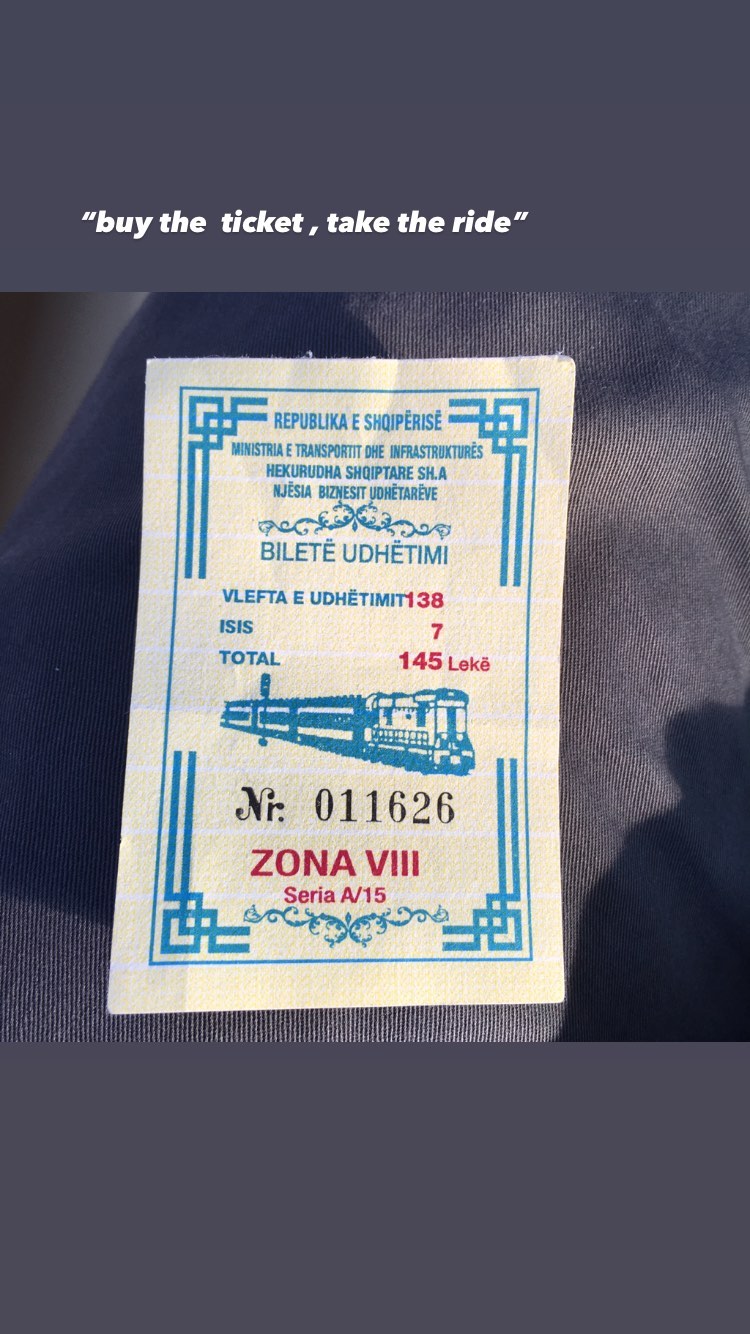 “buy the ticket , take the ride”
REPUBLIKA E SHQIPËRISË
MINISTRIA E TRANSPORTIT DHE INFRASTRUKTURËS
HEKURUDHA SHQIPTARE SH.A
NJËSIA BIZNESIT UDHËTARËVE
BILETË UDHËTIMI
VLEFTA E UDHËTIMIT 138
ISIS 7
TOTAL 145 Lekë
Nr. 011626
ZONA VIII
Seria A/15